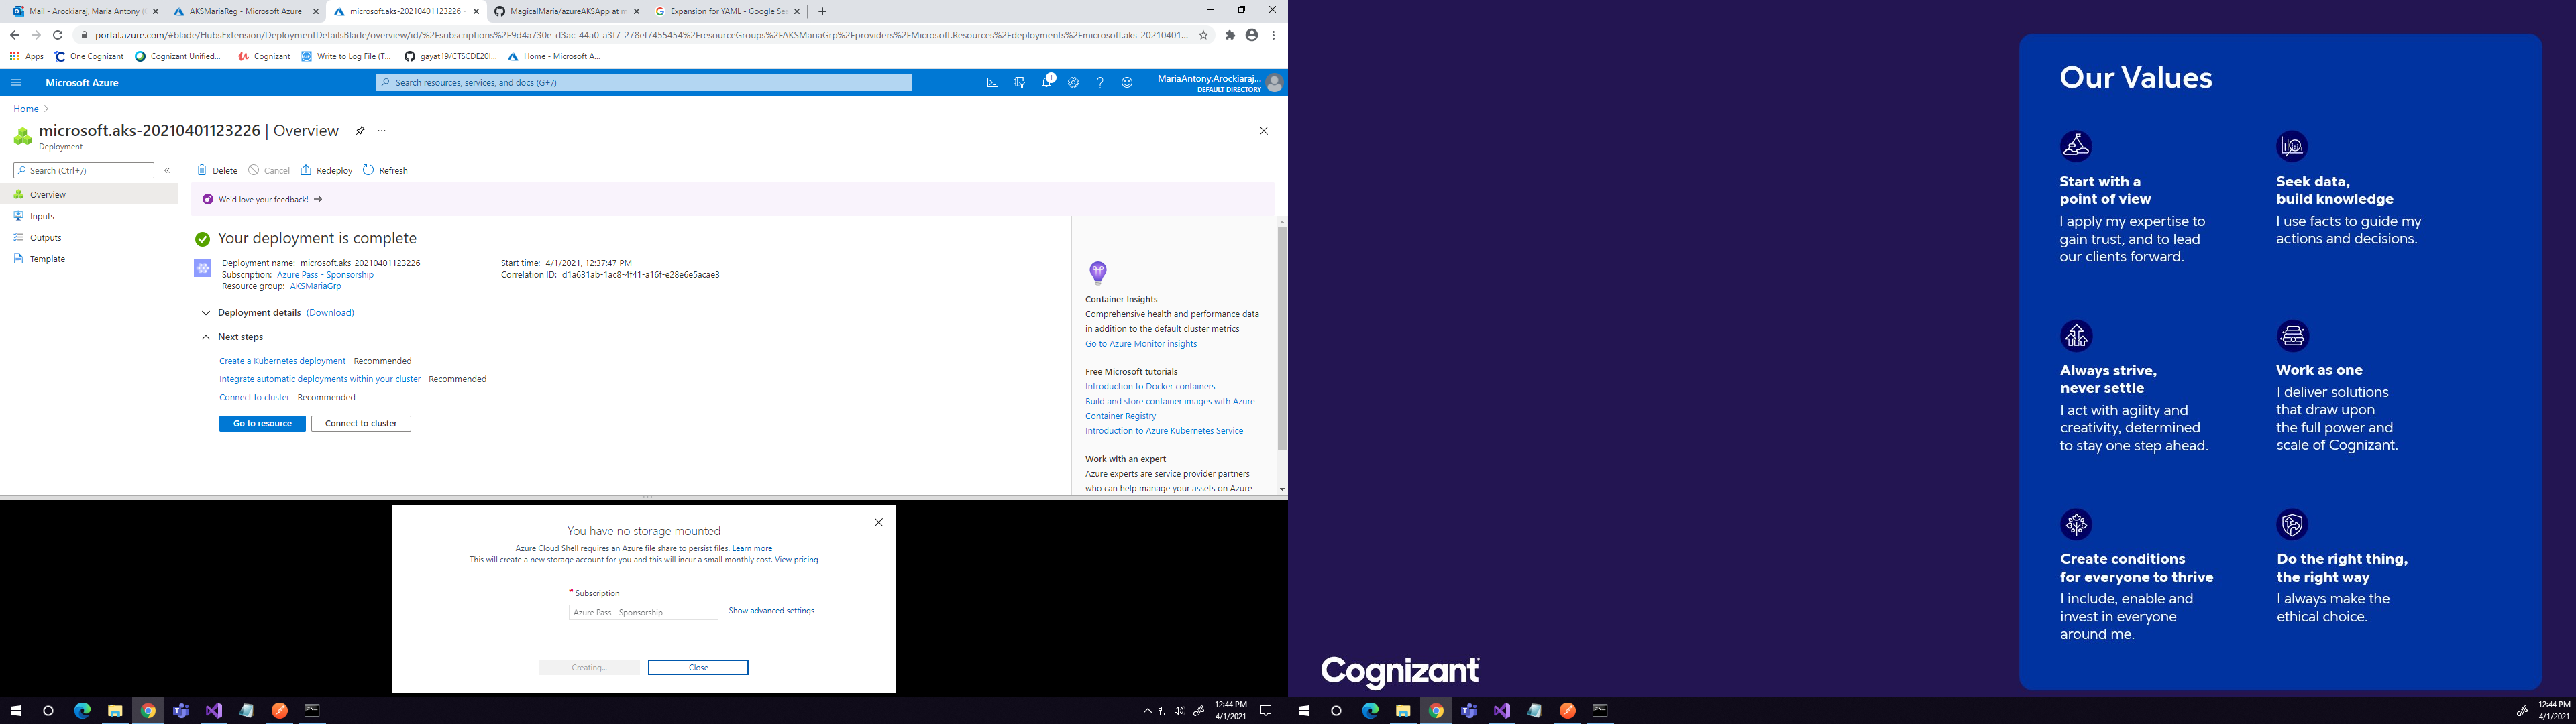 Mail - Arockiaraj, Maria Antony (
AKSMariaReg - Microsoft Azure
microsoft.aks-20210401123226 -
MagicalMaria/azureAKSApp at m
Expansion for YAML - Google Se
portal.azure.com/#blade/HubsExtension/DeploymentDetailsBlade/overview/id/%2Fsubscriptions%2F9d4a730e-d3ac-44a0-a3f7-278ef7455454%2FresourceGroups%2FAKSMariaGrp%2Fproviders%2FMicrosoft.Resources%2Fdeployments%2Fmicrosoft.aks-20210401...
Apps
One Cognizant
Cognizant Unified...
Cognizant
Write to Log File (T...
gayat19/CTSCDE20I...
Home - Microsoft A...
Microsoft Azure
Search resources, services, and docs (G+/)
1
MariaAntony.Arockiaraj...
DEFAULT DIRECTORY
Home
microsoft.aks-20210401123226 | Overview
Deployment
Search (Ctrl+/)
Delete
Cancel
Redeploy
Refresh
Overview
Inputs
Outputs
Template
We'd love your feedback!
Your deployment is complete
Deployment name: microsoft.aks-20210401123226
Subscription: Azure Pass - Sponsorship
Resource group: AKSMariaGrp
Start time: 4/1/2021, 12:37:47 PM
Correlation ID: d1a631ab-1ac8-4f41-a16f-e28e6e5acae3
Deployment details (Download)
Next steps
Create a Kubernetes deployment Recommended
Integrate automatic deployments within your cluster Recommended
Connect to cluster Recommended
Go to resource
Connect to cluster
Container Insights
Comprehensive health and performance data
in addition to the default cluster metrics
Go to Azure Monitor insights
Free Microsoft tutorials
Introduction to Docker containers
Build and store container images with Azure
Container Registry
Introduction to Azure Kubernetes Service
Work with an expert
Azure experts are service provider partners
who can help manage your assets on Azure
You have no storage mounted
Azure Cloud Shell requires an Azure file share to persist files. Learn more
This will create a new storage account for you and this will incur a small monthly cost. View pricing
* Subscription
Azure Pass - Sponsorship
Show advanced settings
Creating...
Close
12:44 PM
4/1/2021
Our Values
Start with a
point of view
I apply my expertise to
gain trust, and to lead
our clients forward.
Seek data,
build knowledge
I use facts to guide my
actions and decisions.
Always strive,
never settle
I act with agility and
creativity, determined
to stay one step ahead.
Work as one
I deliver solutions
that draw upon
the full power and
scale of Cognizant.
Create conditions
for everyone to thrive
I include, enable and
invest in everyone
around me.
Do the right thing,
the right way
I always make the
ethical choice.
Cognizant
12:44 PM
4/1/2021